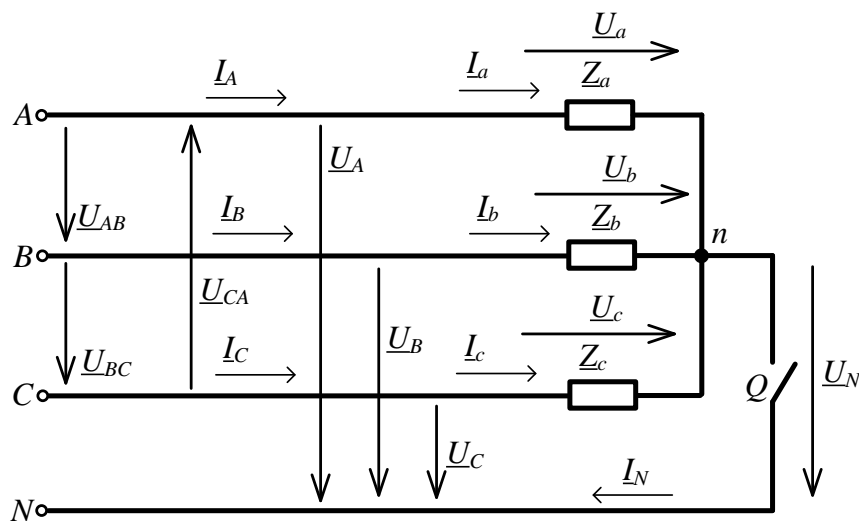 U_a
I_A I_a Z_a
A
U_A
U_b
U_AB I_B I_b Z_b
B n
U_CA
U_c
U_BC I_C U_B I_c Z_c
Q U_N
C
U_C
I_N
N